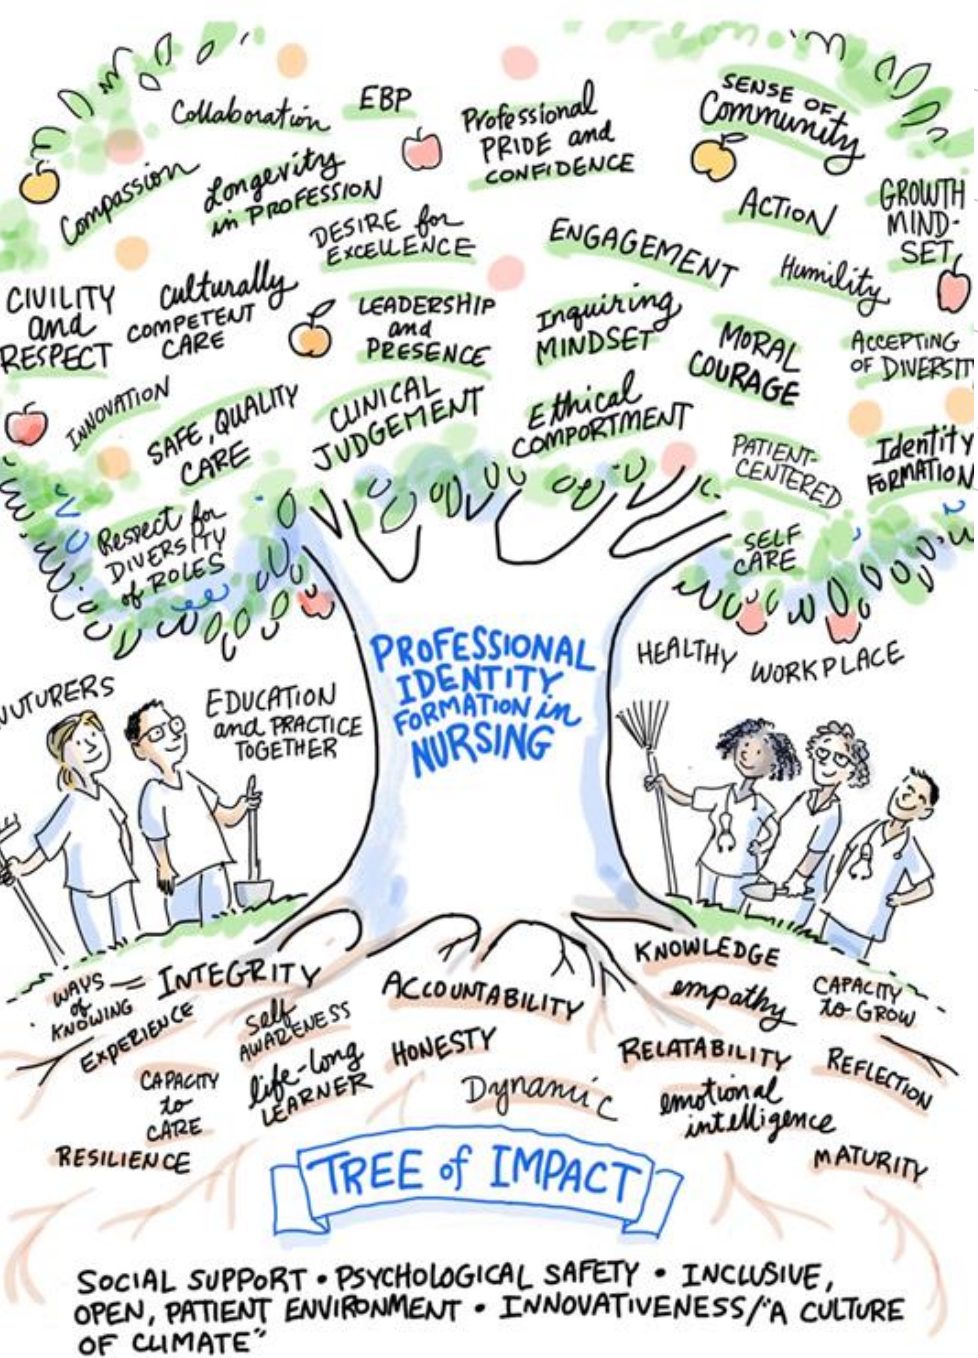 Collaboration
EBP
Professional
PRIDE and
CONFIDENCE
SENSE OF
Community
Compassion
Longevity
in PROFESSION
DESIRE for
EXCELLENCE
ENGAGEMENT
ACTION
GROWTH
MIND-
SET
Humility
CIVILITY
and
RESPECT
culturally
COMPETENT
CARE
LEADERSHIP
and
PRESENCE
Inquiring
MINDSET
MORAL
COURAGE
ACCEPTING
OF DIVERSIT
INNOVATION
SAFE, QUALITY
CARE
CLINICAL
JUDGEMENT
Ethical
COMPORTMENT
PATIENT-
CENTERED
Identity
FORMATION
Respect for
DIVERSITY
of ROLES
SELF
CARE
PROFESSIONAL
IDENTITY
FORMATION in
NURSING
HEALTHY WORKPLACE
NUTURERS
EDUCATION
and PRACTICE
TOGETHER
WAYS
of
KNOWING
INTEGRITY
EXPERIENCE
self
AWARENESS
ACCOUNTABILITY
KNOWLEDGE
empathy
CAPACITY
to GROW
CAPACITY
to
CARE
life-long
LEARNER
HONESTY
Dynamic
RELATABILITY
emotional
intelligence
REFLECTION
RESILIENCE
MATURITY
TREE of IMPACT
SOCIAL SUPPORT • PSYCHOLOGICAL SAFETY • INCLUSIVE,
OPEN, PATIENT ENVIRONMENT • INNOVATIVENESS/"A CULTURE
OF CLIMATE"